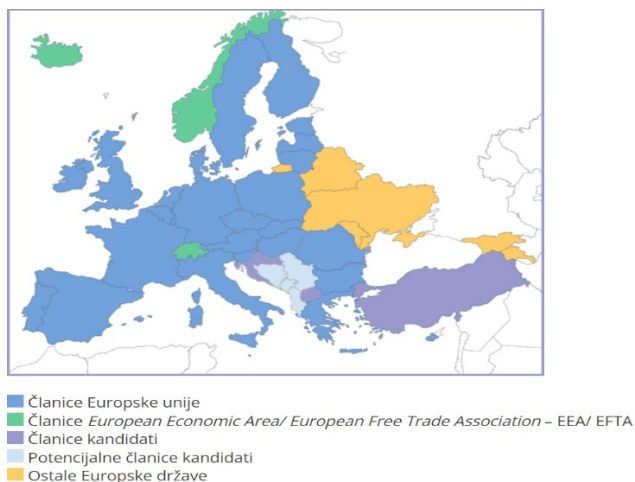 Članice Europske unije
Članice European Economic Area/ European Free Trade Association – EEA/ EFTA
Članice kandidati
Potencijalne članice kandidati
Ostale Europske države